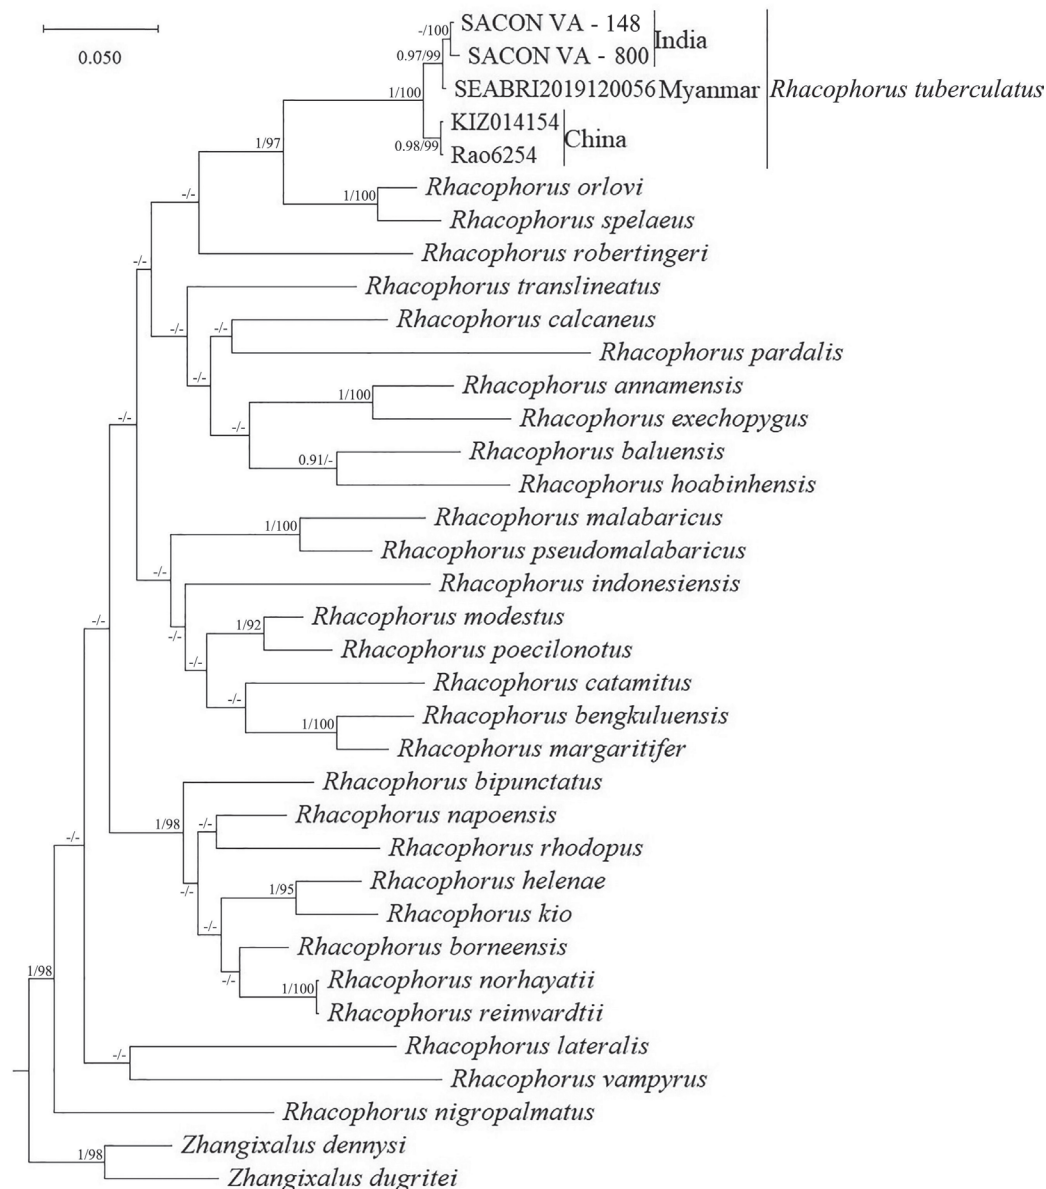 -/100 SACON VA - 148
India
0.050
0.97/99 SACON VA - 800
1/100 SEABRI2019120056 Myanmar Rhacophorus tuberculatus
KIZ014154
China
1/97 0.98/99 Rao6254
-/- 1/100 Rhacophorus orlovi
Rhacophorus spelaeus
-/- Rhacophorus robertingeri
-/- Rhacophorus translineatus
-/- Rhacophorus calcaneus
-/- Rhacophorus pardalis
1/100 Rhacophorus annamensis
-/- -/- Rhacophorus exechopygus
0.91/- Rhacophorus baluensis
Rhacophorus hoabinhensis
1/100 Rhacophorus malabaricus
Rhacophorus pseudomalabaricus
-/- Rhacophorus indonesiensis
-/- 1/92 Rhacophorus modestus
-/- -/- Rhacophorus poecilonotus
-/- Rhacophorus catamitus
1/100 Rhacophorus bengkuluensis
Rhacophorus margaritifer
Rhacophorus bipunctatus
1/98 -/- Rhacophorus napoensis
-/- Rhacophorus rhodopus
-/- 1/95 Rhacophorus helenae
-/- Rhacophorus kio
Rhacophorus borneensis
1/98 -/- 1/100 Rhacophorus norhayatii
Rhacophorus reinwardtii
-/- Rhacophorus lateralis
Rhacophorus vampyrus
Rhacophorus nigropalmatus
1/98 Zhangixalus dennysi
Zhangixalus dugritei